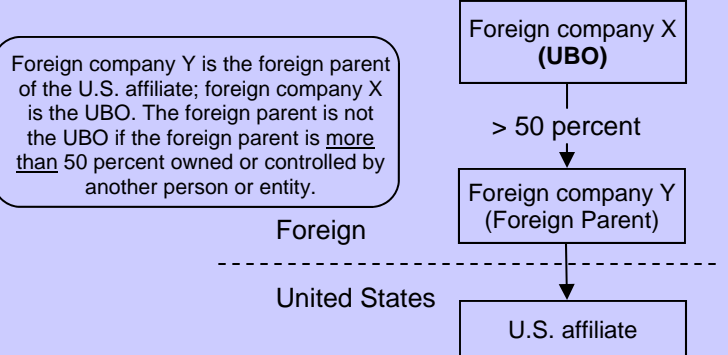 Foreign company X
(UBO)
Foreign company Y is the foreign parent
of the U.S. affiliate; foreign company X
is the UBO. The foreign parent is not
the UBO if the foreign parent is more
than 50 percent owned or controlled by
another person or entity.
> 50 percent
Foreign company Y
(Foreign Parent)
Foreign
United States
U.S. affiliate